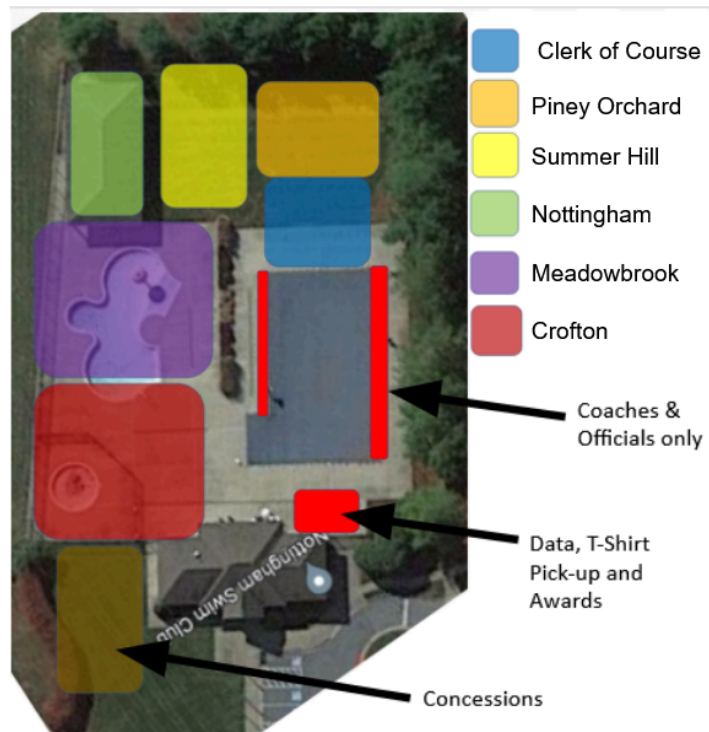 Clerk of Course
Piney Orchard
Summer Hill
Nottingham
Meadowbrook
Crofton
Coaches &
Officials only
Data, T-Shirt
Pick-up and
Awards
Nottingham Swim Club
Concessions